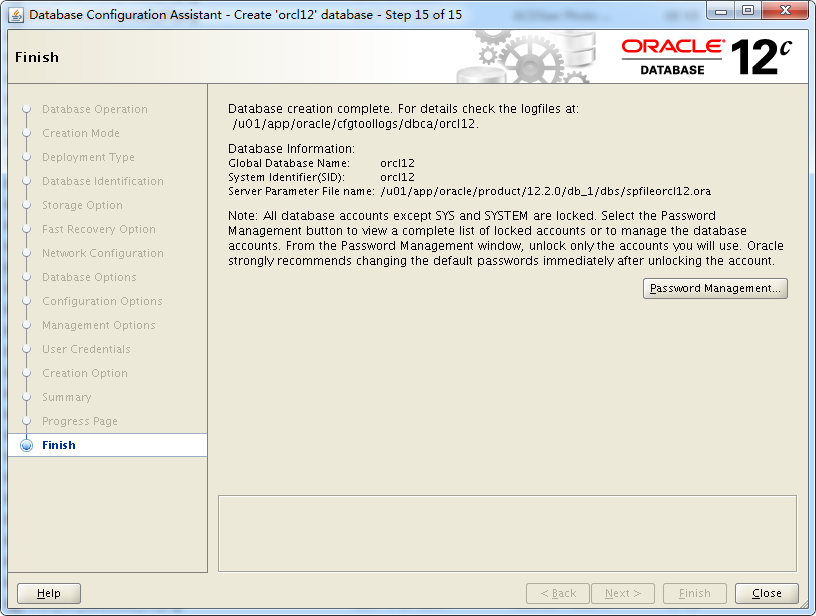 Database Configuration Assistant - Create 'orcl12' database - Step 15 of 15
Finish
ORACLE®
DATABASE
12c
Database Operation
Creation Mode
Deployment Type
Database Identification
Storage Option
Fast Recovery Option
Network Configuration
Database Options
Configuration Options
Management Options
User Credentials
Creation Option
Summary
Progress Page
Finish
Database creation complete. For details check the logfiles at:
/u01/app/oracle/cfgtoollogs/dbca/orcl12.
Database Information:
Global Database Name: orcl12
System Identifier(SID): orcl12
Server Parameter File name: /u01/app/oracle/product/12.2.0/db_1/dbs/spfileorcl12.ora
Note: All database accounts except SYS and SYSTEM are locked. Select the Password
Management button to view a complete list of locked accounts or to manage the database
accounts. From the Password Management window, unlock only the accounts you will use. Oracle
strongly recommends changing the default passwords immediately after unlocking the account.
Password Management...
Help
< Back
Next >
Finish
Close